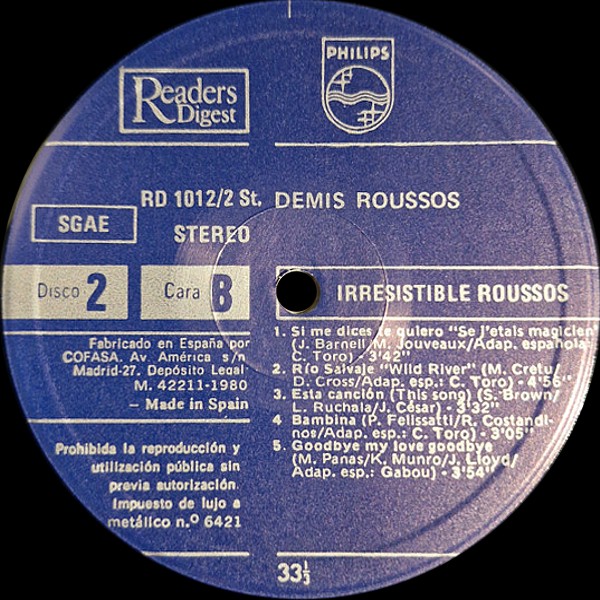 Readers
Digest
PHILIPS
RD 1012/2 St.
DEMIS ROUSSOS
SGAE
STEREO
Disco 2
Cara B
IRRESISTIBLE ROUSSOS
Fabricado en España por
COFASA. Av. América s/n
Madrid-27. Depósito Legal
M. 42211-1980
– Made in Spain
Prohibida la reproducción y
utilización pública sin
previa autorización.
Impuesto de lujo a
metálico n.º 6421
1. Si me dices te quiero "Se j'etais magicien"
(J. Barnell/M. Jouveaux/Adap. española:
C. Toro) - 3'42"
2. Río Salvaje "Wild River" (M. Cretu/
D. Cross/Adap. esp.: C. Toro) - 4'56"
3. Esta canción (This song) (S. Brown/
L. Ruchala/J. César) - 3'32"
4 Bambina (P. Felissatti/R. Costandi-
nos/Adap. esp.: C. Toro) - 3'05"
5. Goodbye my love goodbye
(M. Panas/K. Munro/J. Lloyd/
Adap. esp.: Gabou) - 3'54"
33⅓